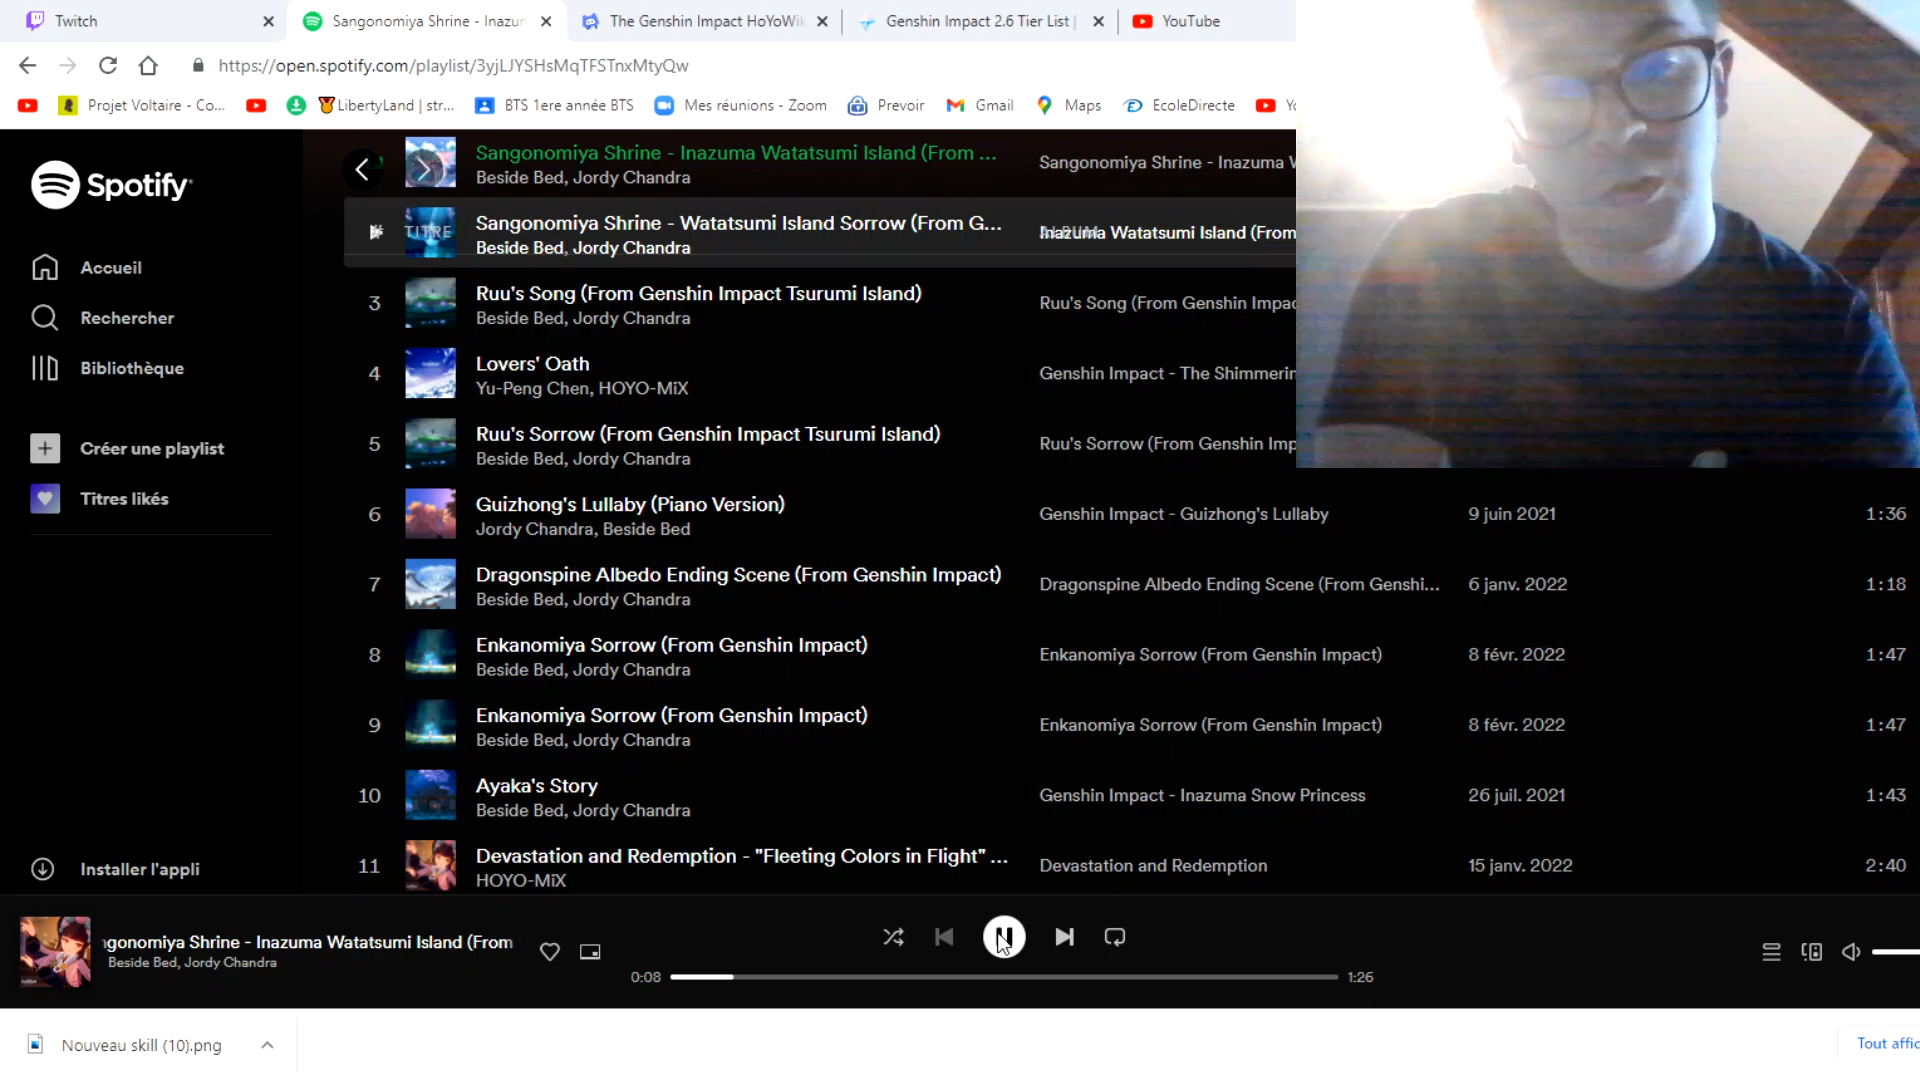 Twitch
Sangonomiya Shrine - Inazun
The Genshin Impact HoYoWik
Genshin Impact 2.6 Tier List |
YouTube
https://open.spotify.com/playlist/3yjLJYSHsMqTFSTnxMtyQw
Projet Voltaire - Co...
LibertyLand | str...
BTS 1ere année BTS
Mes réunions - Zoom
Prevoir
Gmail
Maps
EcoleDirecte
Spotify
Accueil
Rechercher
Bibliothèque
Créer une playlist
Titres likés
Installer l'appli
Sangonomiya Shrine - Inazuma Watatsumi Island (From ...
Beside Bed, Jordy Chandra
Sangonomiya Shrine - Inazuma
TITRE
Sangonomiya Shrine - Watatsumi Island Sorrow (From G...
Beside Bed, Jordy Chandra
Inazuma Watatsumi Island (From
3
Ruu's Song (From Genshin Impact Tsurumi Island)
Beside Bed, Jordy Chandra
Ruu's Song (From Genshin Impac
4
Lovers' Oath
Yu-Peng Chen, HOYO-MiX
Genshin Impact - The Shimmerin
5
Ruu's Sorrow (From Genshin Impact Tsurumi Island)
Beside Bed, Jordy Chandra
Ruu's Sorrow (From Genshin Imp
6
Guizhong's Lullaby (Piano Version)
Jordy Chandra, Beside Bed
Genshin Impact - Guizhong's Lullaby
9 juin 2021
1:36
7
Dragonspine Albedo Ending Scene (From Genshin Impact)
Beside Bed, Jordy Chandra
Dragonspine Albedo Ending Scene (From Genshi...
6 janv. 2022
1:18
8
Enkanomiya Sorrow (From Genshin Impact)
Beside Bed, Jordy Chandra
Enkanomiya Sorrow (From Genshin Impact)
8 févr. 2022
1:47
9
Enkanomiya Sorrow (From Genshin Impact)
Beside Bed, Jordy Chandra
Enkanomiya Sorrow (From Genshin Impact)
8 févr. 2022
1:47
10
Ayaka's Story
Beside Bed, Jordy Chandra
Genshin Impact - Inazuma Snow Princess
26 juil. 2021
1:43
11
Devastation and Redemption - "Fleeting Colors in Flight" ...
HOYO-MiX
Devastation and Redemption
15 janv. 2022
2:40
gonomiya Shrine - Inazuma Watatsumi Island (From
Beside Bed, Jordy Chandra
0:08
1:26
Nouveau skill (10).png
Tout affic